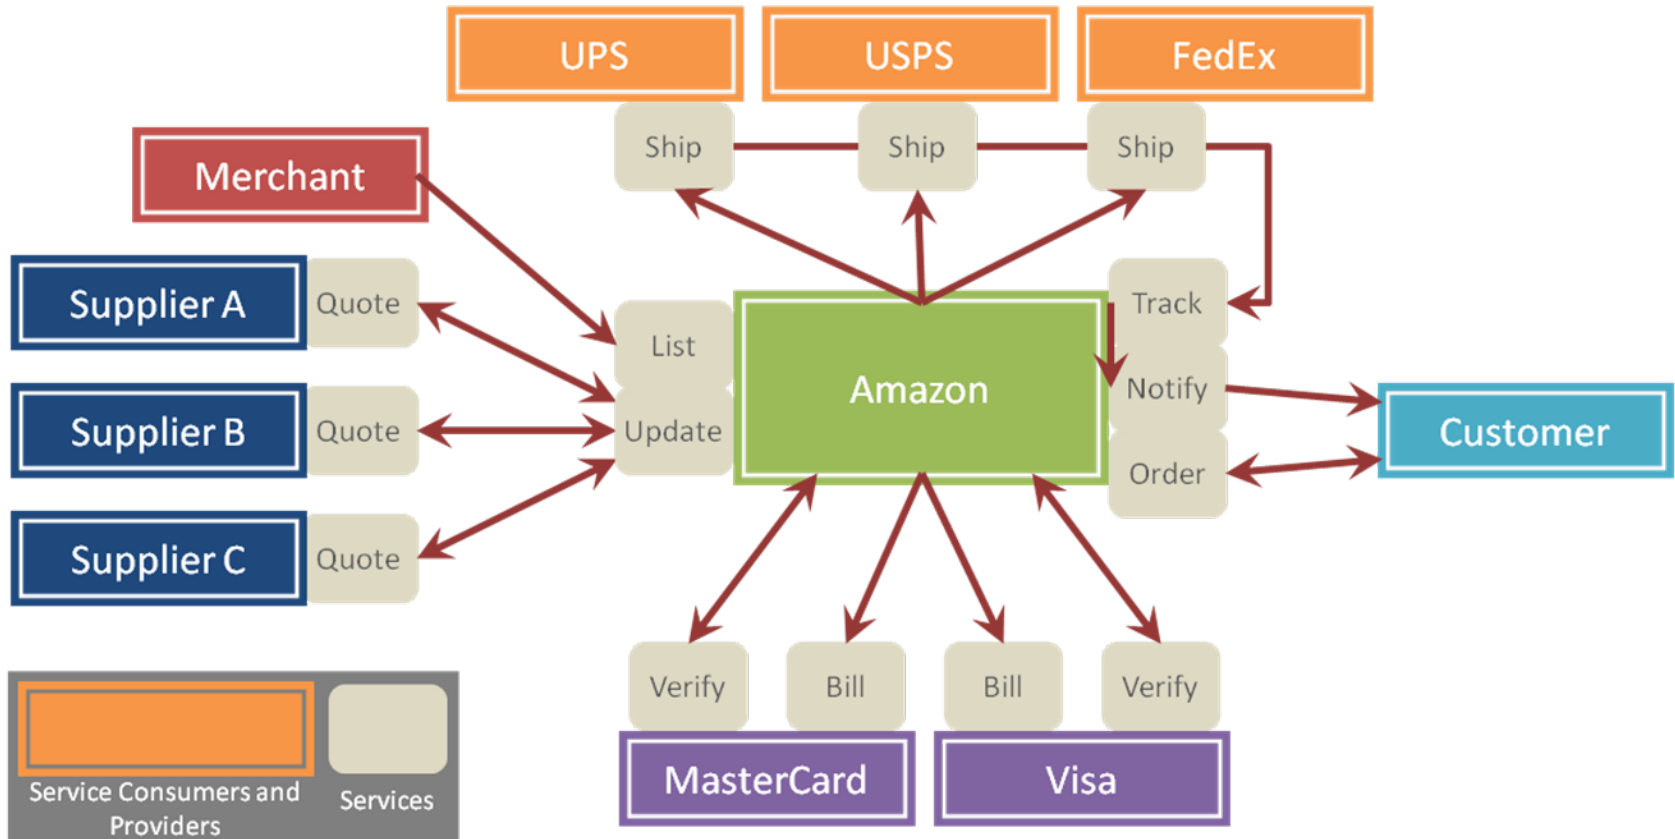 UPS
USPS
FedEx
Ship
Ship
Ship
Merchant
Supplier A
Quote
List
Track
Amazon
Notify
Supplier B
Quote
Update
Customer
Order
Supplier C
Quote
Verify
Bill
Bill
Verify
MasterCard
Visa
Service Consumers and
Providers
Services